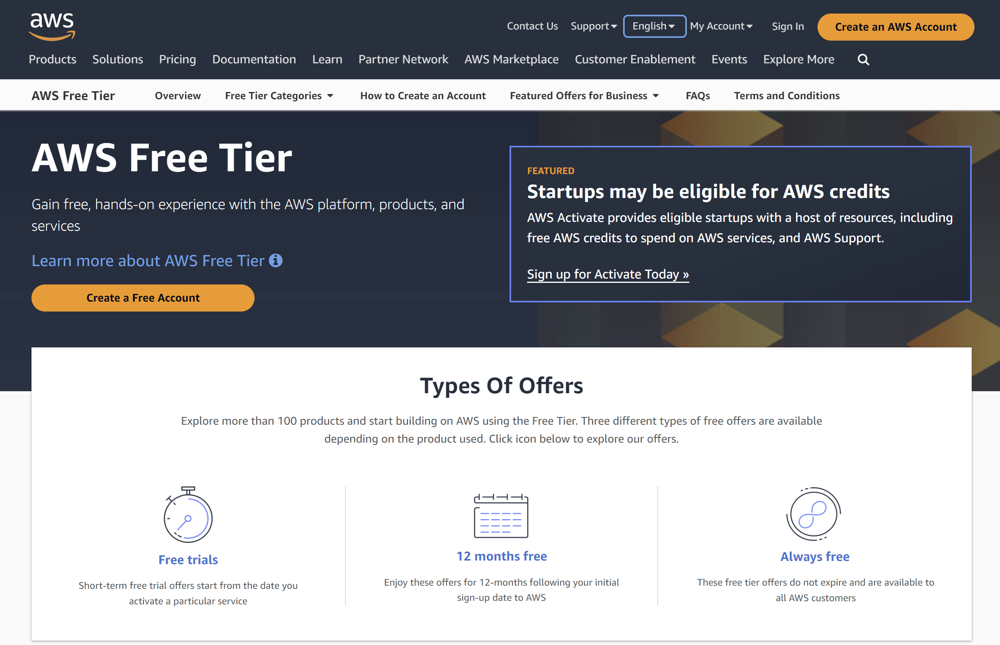 aws
Contact Us Support English My Account Sign In Create an AWS Account
Products Solutions Pricing Documentation Learn Partner Network AWS Marketplace Customer Enablement Events Explore More
AWS Free Tier Overview Free Tier Categories How to Create an Account Featured Offers for Business FAQs Terms and Conditions
AWS Free Tier
Gain free, hands-on experience with the AWS platform, products, and
services
Learn more about AWS Free Tier
Create a Free Account
FEATURED
Startups may be eligible for AWS credits
AWS Activate provides eligible startups with a host of resources, including
free AWS credits to spend on AWS services, and AWS Support.
Sign up for Activate Today »
Types Of Offers
Explore more than 100 products and start building on AWS using the Free Tier. Three different types of free offers are available
depending on the product used. Click icon below to explore our offers.
Free trials
Short-term free trial offers start from the date you
activate a particular service
12 months free
Enjoy these offers for 12-months following your initial
sign-up date to AWS
Always free
These free tier offers do not expire and are available to
all AWS customers